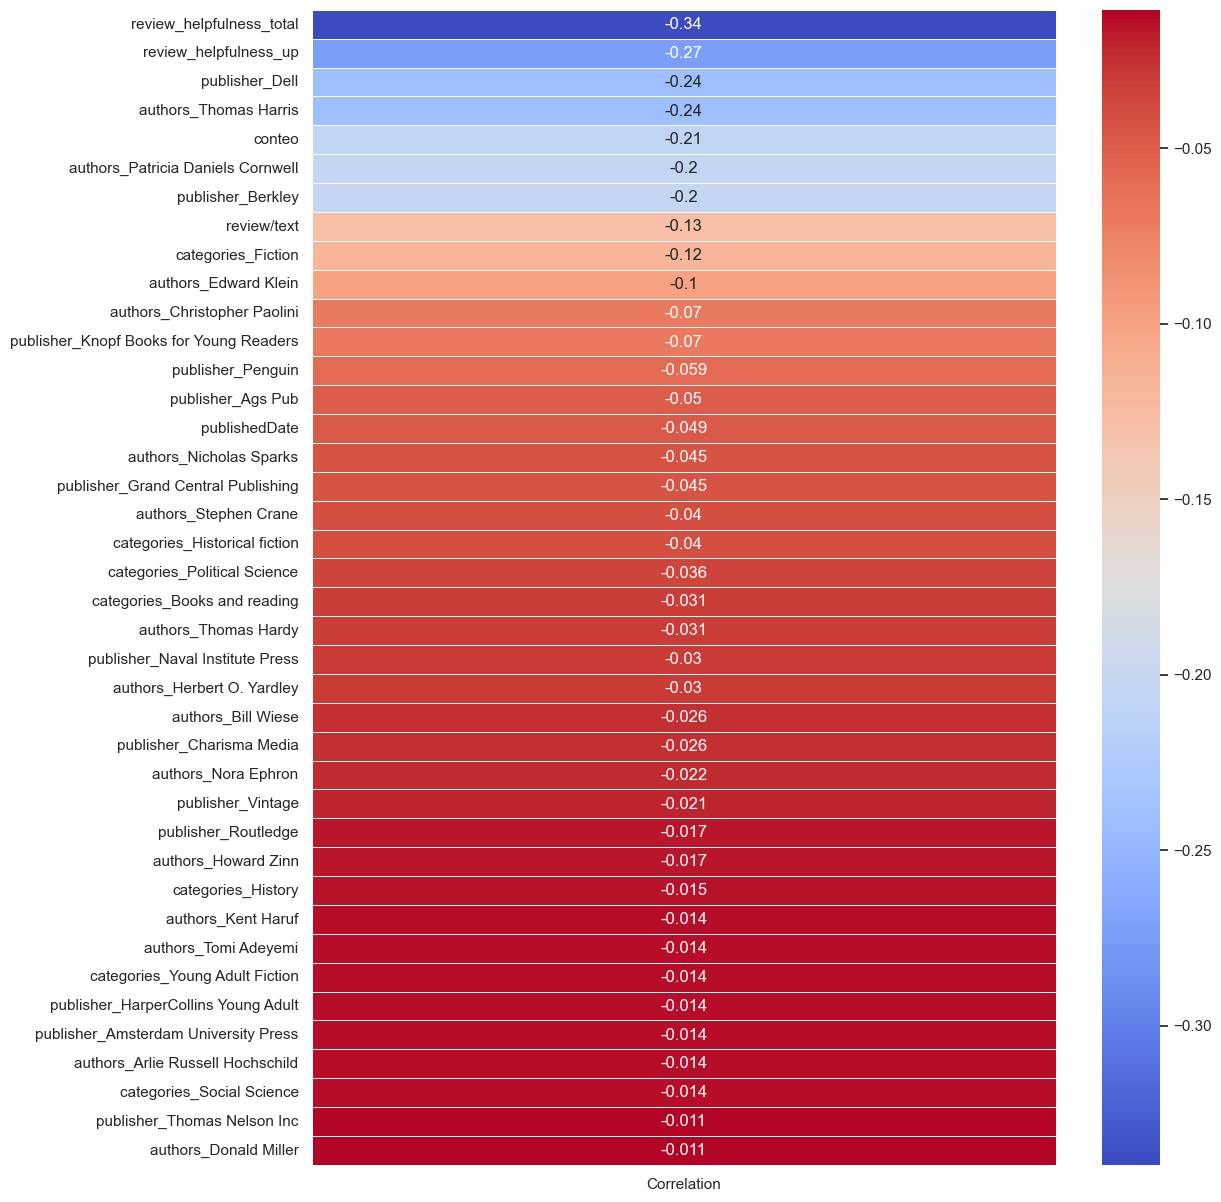 review_helpfulness_total -0.34
review_helpfulness_up -0.27
publisher_Dell -0.24
authors_Thomas Harris -0.24
conteo -0.21
authors_Patricia Daniels Cornwell -0.2
publisher_Berkley -0.2
review/text -0.13
categories_Fiction -0.12
authors_Edward Klein -0.1
authors_Christopher Paolini -0.07
publisher_Knopf Books for Young Readers -0.07
publisher_Penguin -0.059
publisher_Ags Pub -0.05
publishedDate -0.049
authors_Nicholas Sparks -0.045
publisher_Grand Central Publishing -0.045
authors_Stephen Crane -0.04
categories_Historical fiction -0.04
categories_Political Science -0.036
categories_Books and reading -0.031
authors_Thomas Hardy -0.031
publisher_Naval Institute Press -0.03
authors_Herbert O. Yardley -0.03
authors_Bill Wiese -0.026
publisher_Charisma Media -0.026
authors_Nora Ephron -0.022
publisher_Vintage -0.021
publisher_Routledge -0.017
authors_Howard Zinn -0.017
categories_History -0.015
authors_Kent Haruf -0.014
authors_Tomi Adeyemi -0.014
categories_Young Adult Fiction -0.014
publisher_HarperCollins Young Adult -0.014
publisher_Amsterdam University Press -0.014
authors_Arlie Russell Hochschild -0.014
categories_Social Science -0.014
publisher_Thomas Nelson Inc -0.011
authors_Donald Miller -0.011
Correlation
−0.05
−0.10
−0.15
−0.20
−0.25
−0.30